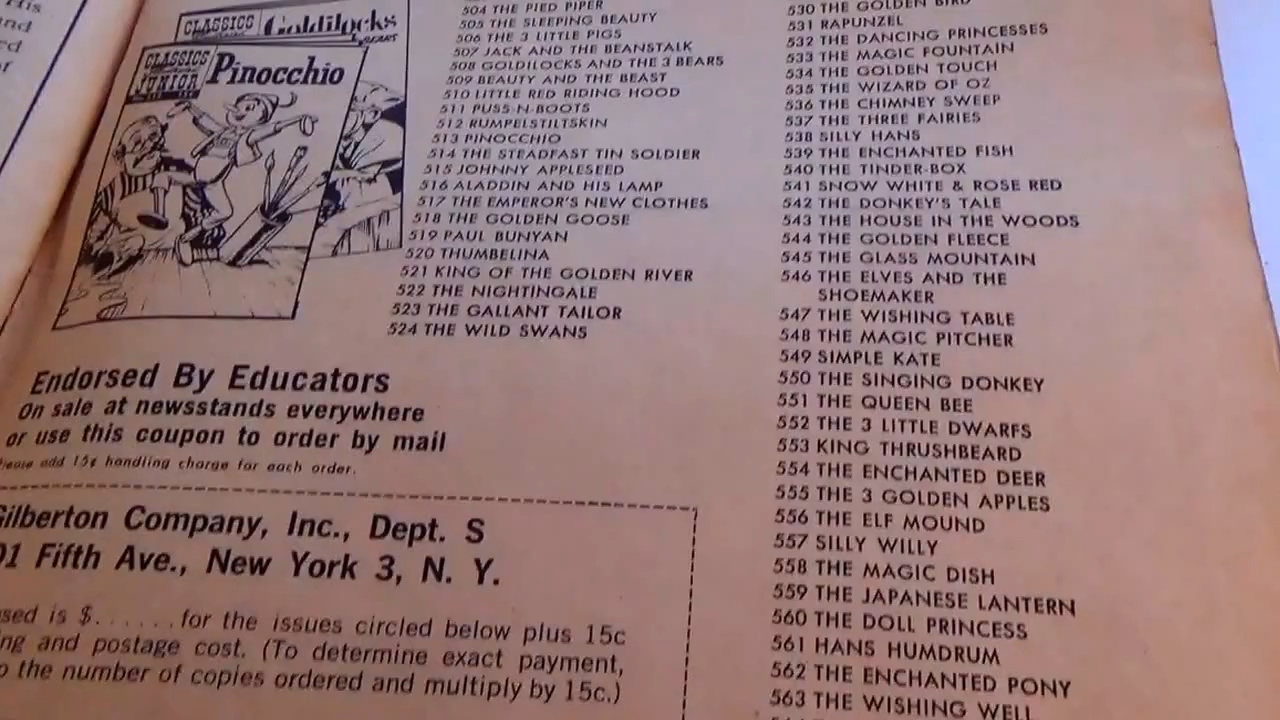 His
and
CLASSICS Goldilocks
BEARS
CLASSICS
JUNIOR
Pinocchio
504 THE PIED PIPER
505 THE SLEEPING BEAUTY
506 THE 3 LITTLE PIGS
507 JACK AND THE BEANSTALK
508 GOLDILOCKS AND THE 3 BEARS
509 BEAUTY AND THE BEAST
510 LITTLE RED RIDING HOOD
511 PUSS-N-BOOTS
512 RUMPELSTILTSKIN
513 PINOCCHIO
514 THE STEADFAST TIN SOLDIER
515 JOHNNY APPLESEED
516 ALADDIN AND HIS LAMP
517 THE EMPEROR'S NEW CLOTHES
518 THE GOLDEN GOOSE
519 PAUL BUNYAN
520 THUMBELINA
521 KING OF THE GOLDEN RIVER
522 THE NIGHTINGALE
523 THE GALLANT TAILOR
524 THE WILD SWANS
530 THE GOLDEN BIRD
531 RAPUNZEL
532 THE DANCING PRINCESSES
533 THE MAGIC FOUNTAIN
534 THE GOLDEN TOUCH
535 THE WIZARD OF OZ
536 THE CHIMNEY SWEEP
537 THE THREE FAIRIES
538 SILLY HANS
539 THE ENCHANTED FISH
540 THE TINDER-BOX
541 SNOW WHITE & ROSE RED
542 THE DONKEY'S TALE
543 THE HOUSE IN THE WOODS
544 THE GOLDEN FLEECE
545 THE GLASS MOUNTAIN
546 THE ELVES AND THE
SHOEMAKER
547 THE WISHING TABLE
548 THE MAGIC PITCHER
549 SIMPLE KATE
550 THE SINGING DONKEY
551 THE QUEEN BEE
552 THE 3 LITTLE DWARFS
553 KING THRUSHBEARD
554 THE ENCHANTED DEER
555 THE 3 GOLDEN APPLES
556 THE ELF MOUND
557 SILLY WILLY
558 THE MAGIC DISH
559 THE JAPANESE LANTERN
560 THE DOLL PRINCESS
561 HANS HUMDRUM
562 THE ENCHANTED PONY
563 THE WISHING WELL
Endorsed By Educators
On sale at newsstands everywhere
or use this coupon to order by mail
Please add 15¢ handling charge for each order.
Gilberton Company, Inc., Dept. S
01 Fifth Ave., New York 3, N. Y.
sed is $......for the issues circled below plus 15c
ng and postage cost. (To determine exact payment,
the number of copies ordered and multiply by 15c.)